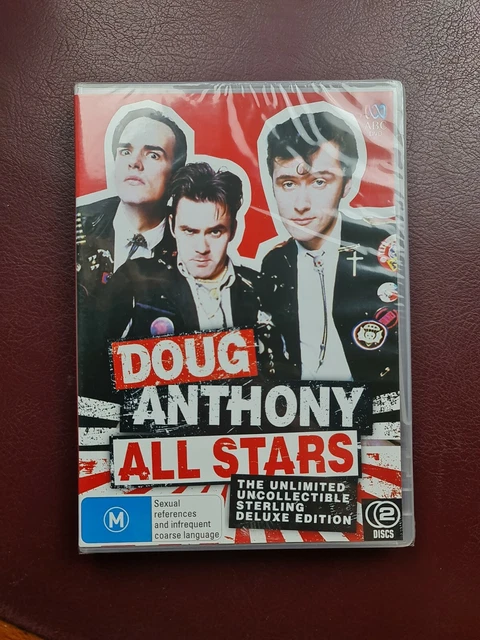 ABC
DOUG
ANTHONY
ALL STARS
THE UNLIMITED
UNCOLLECTIBLE
STERLING
DELUXE EDITION
M
Sexual
references
and infrequent
coarse language
2
DISCS